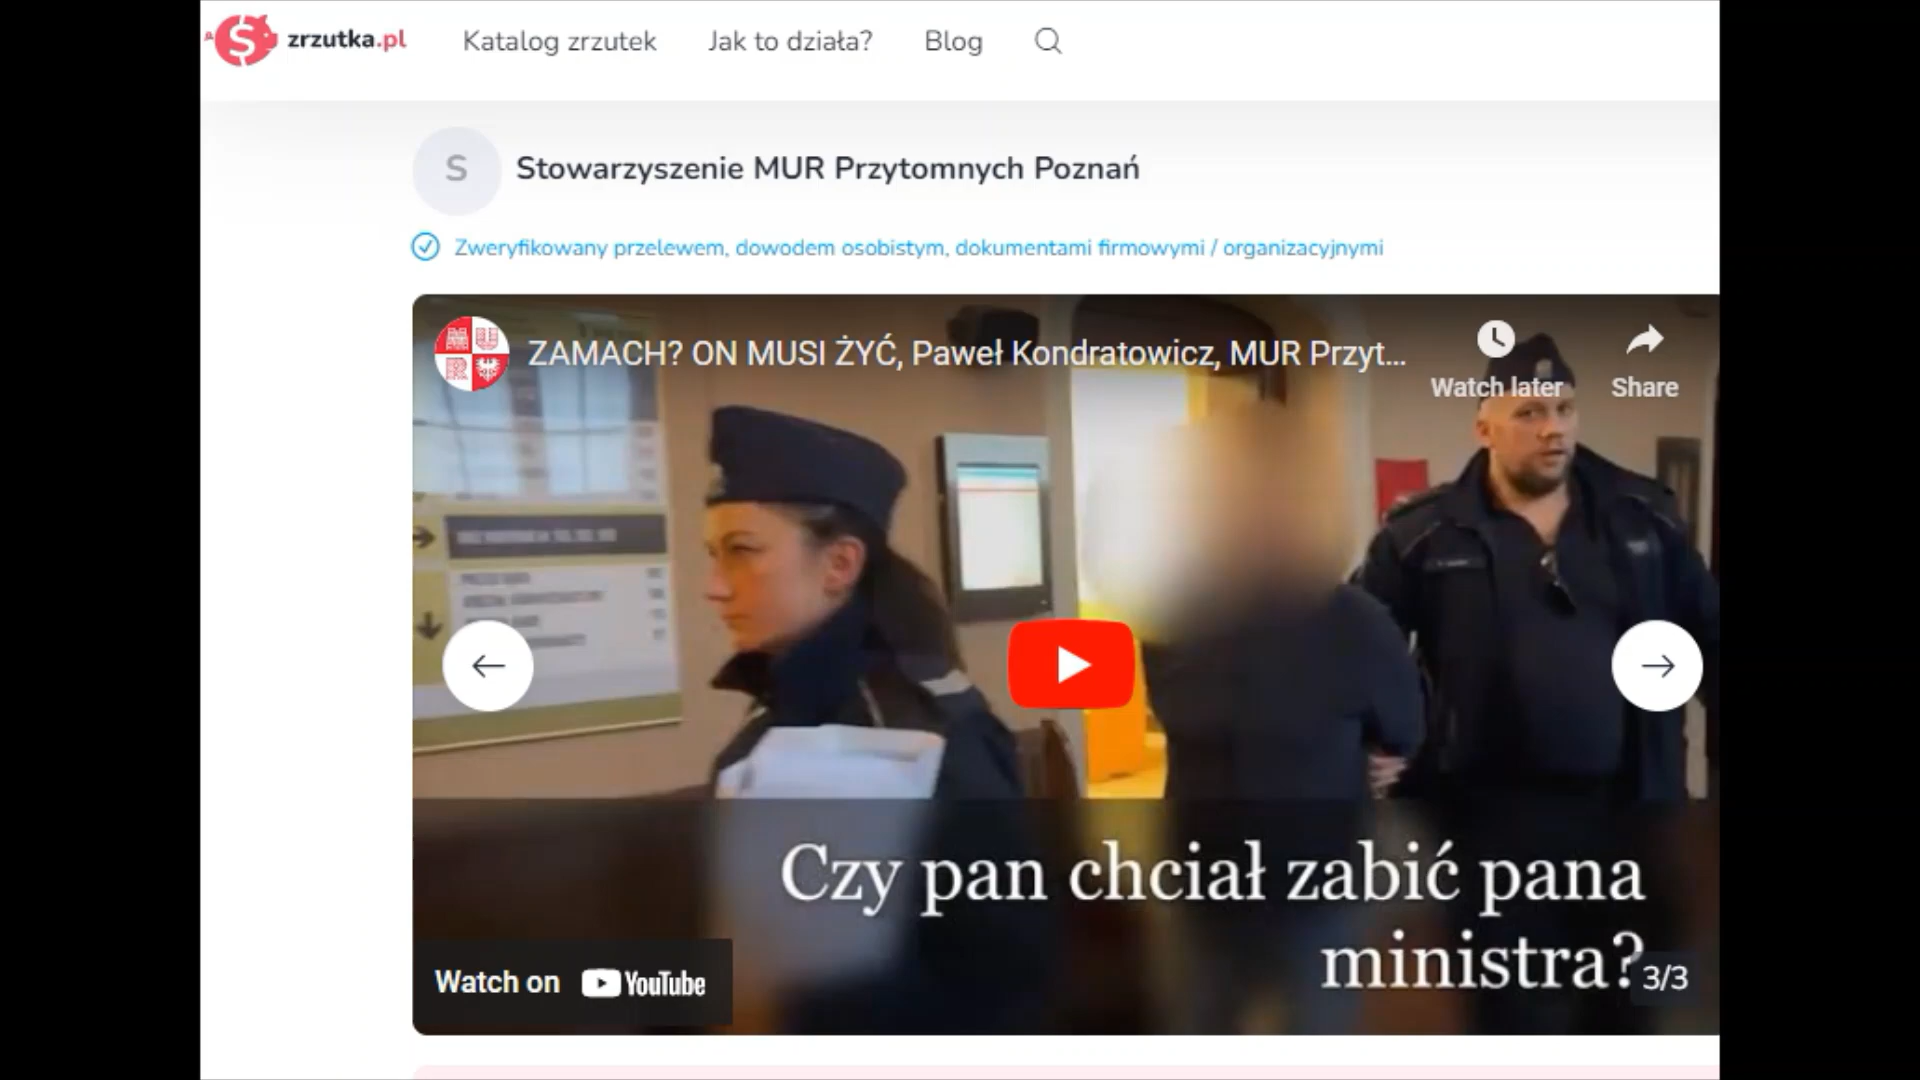 zrzutka.pl
Katalog zrzutek
Jak to działa?
Blog
S
Stowarzyszenie MUR Przytomnych Poznań
Zweryfikowany przelewem, dowodem osobistym, dokumentami firmowymi / organizacyjnymi
ZAMACH? ON MUSI ŻYĆ, Paweł Kondratowicz, MUR Przyt...
Watch later
Share
Czy pan chciał zabić pana
ministra?
3/3
Watch on YouTube